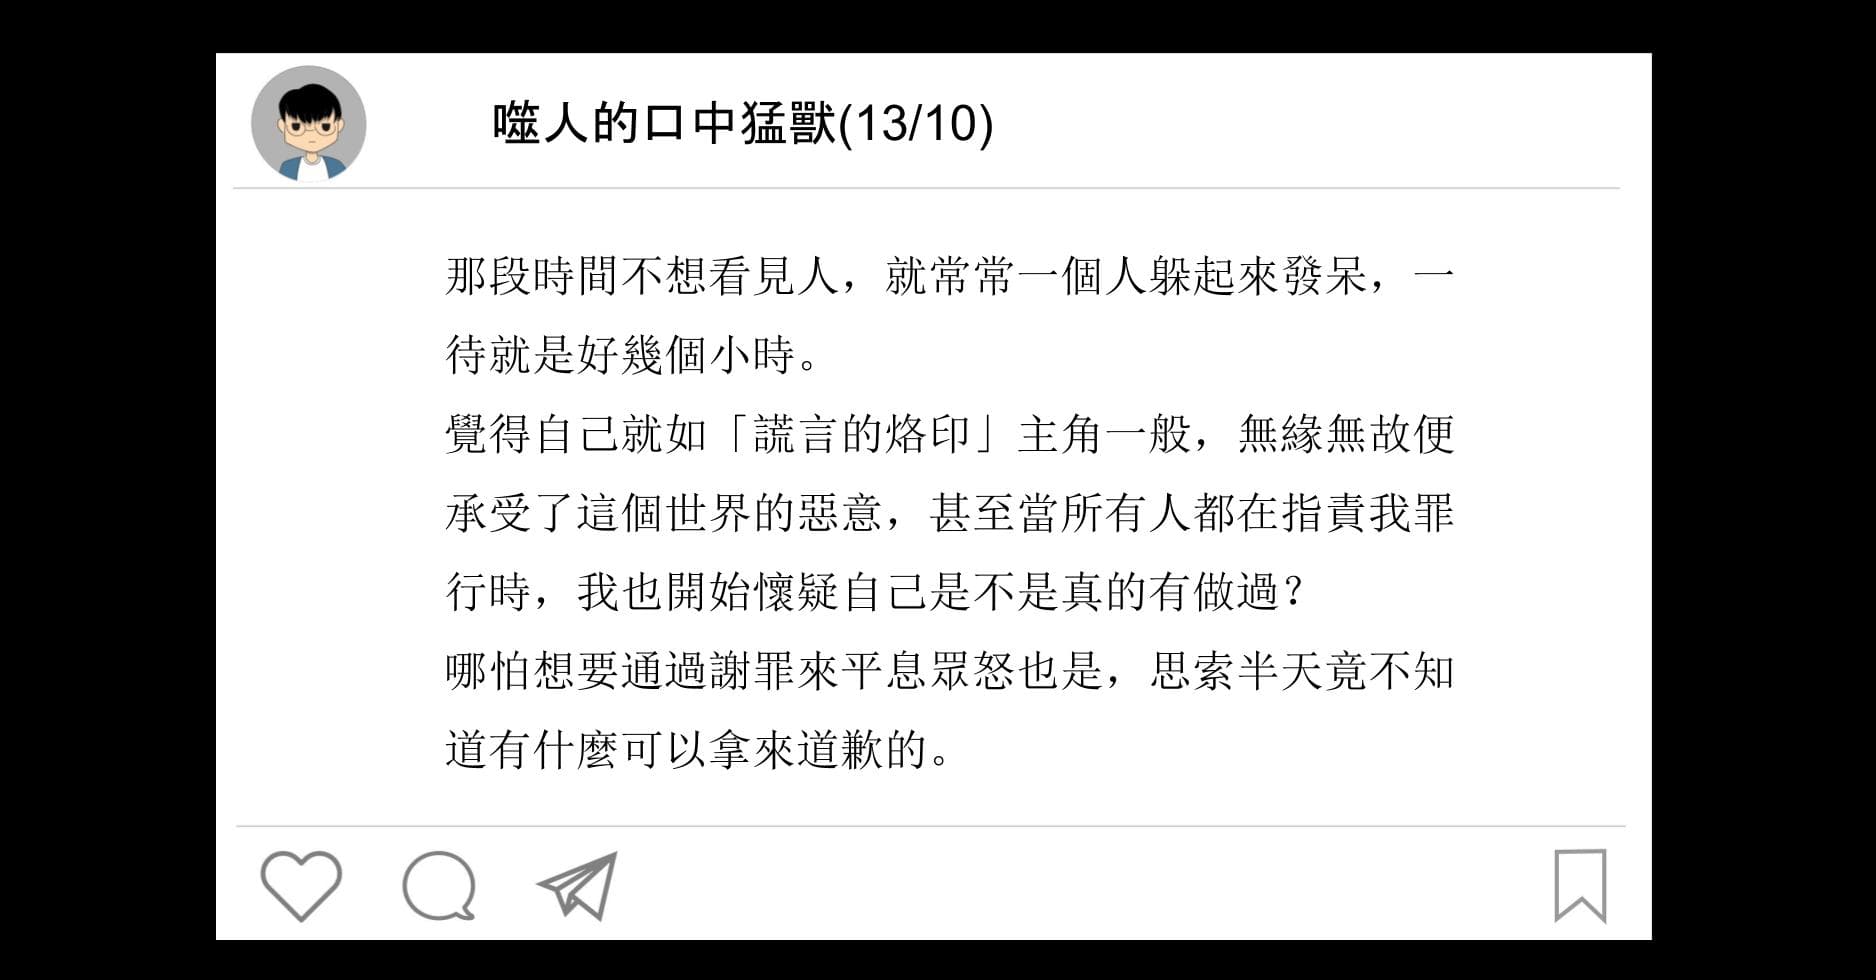 噬人的口中猛獸(13/10)
那段時間不想看見人，就常常一個人躲起來發呆，一
待就是好幾個小時。
覺得自己就如「謊言的烙印」主角一般，無緣無故便
承受了這個世界的惡意，甚至當所有人都在指責我罪
行時，我也開始懷疑自己是不是真的有做過？
哪怕想要通過謝罪來平息眾怒也是，思索半天竟不知
道有什麼可以拿來道歉的。